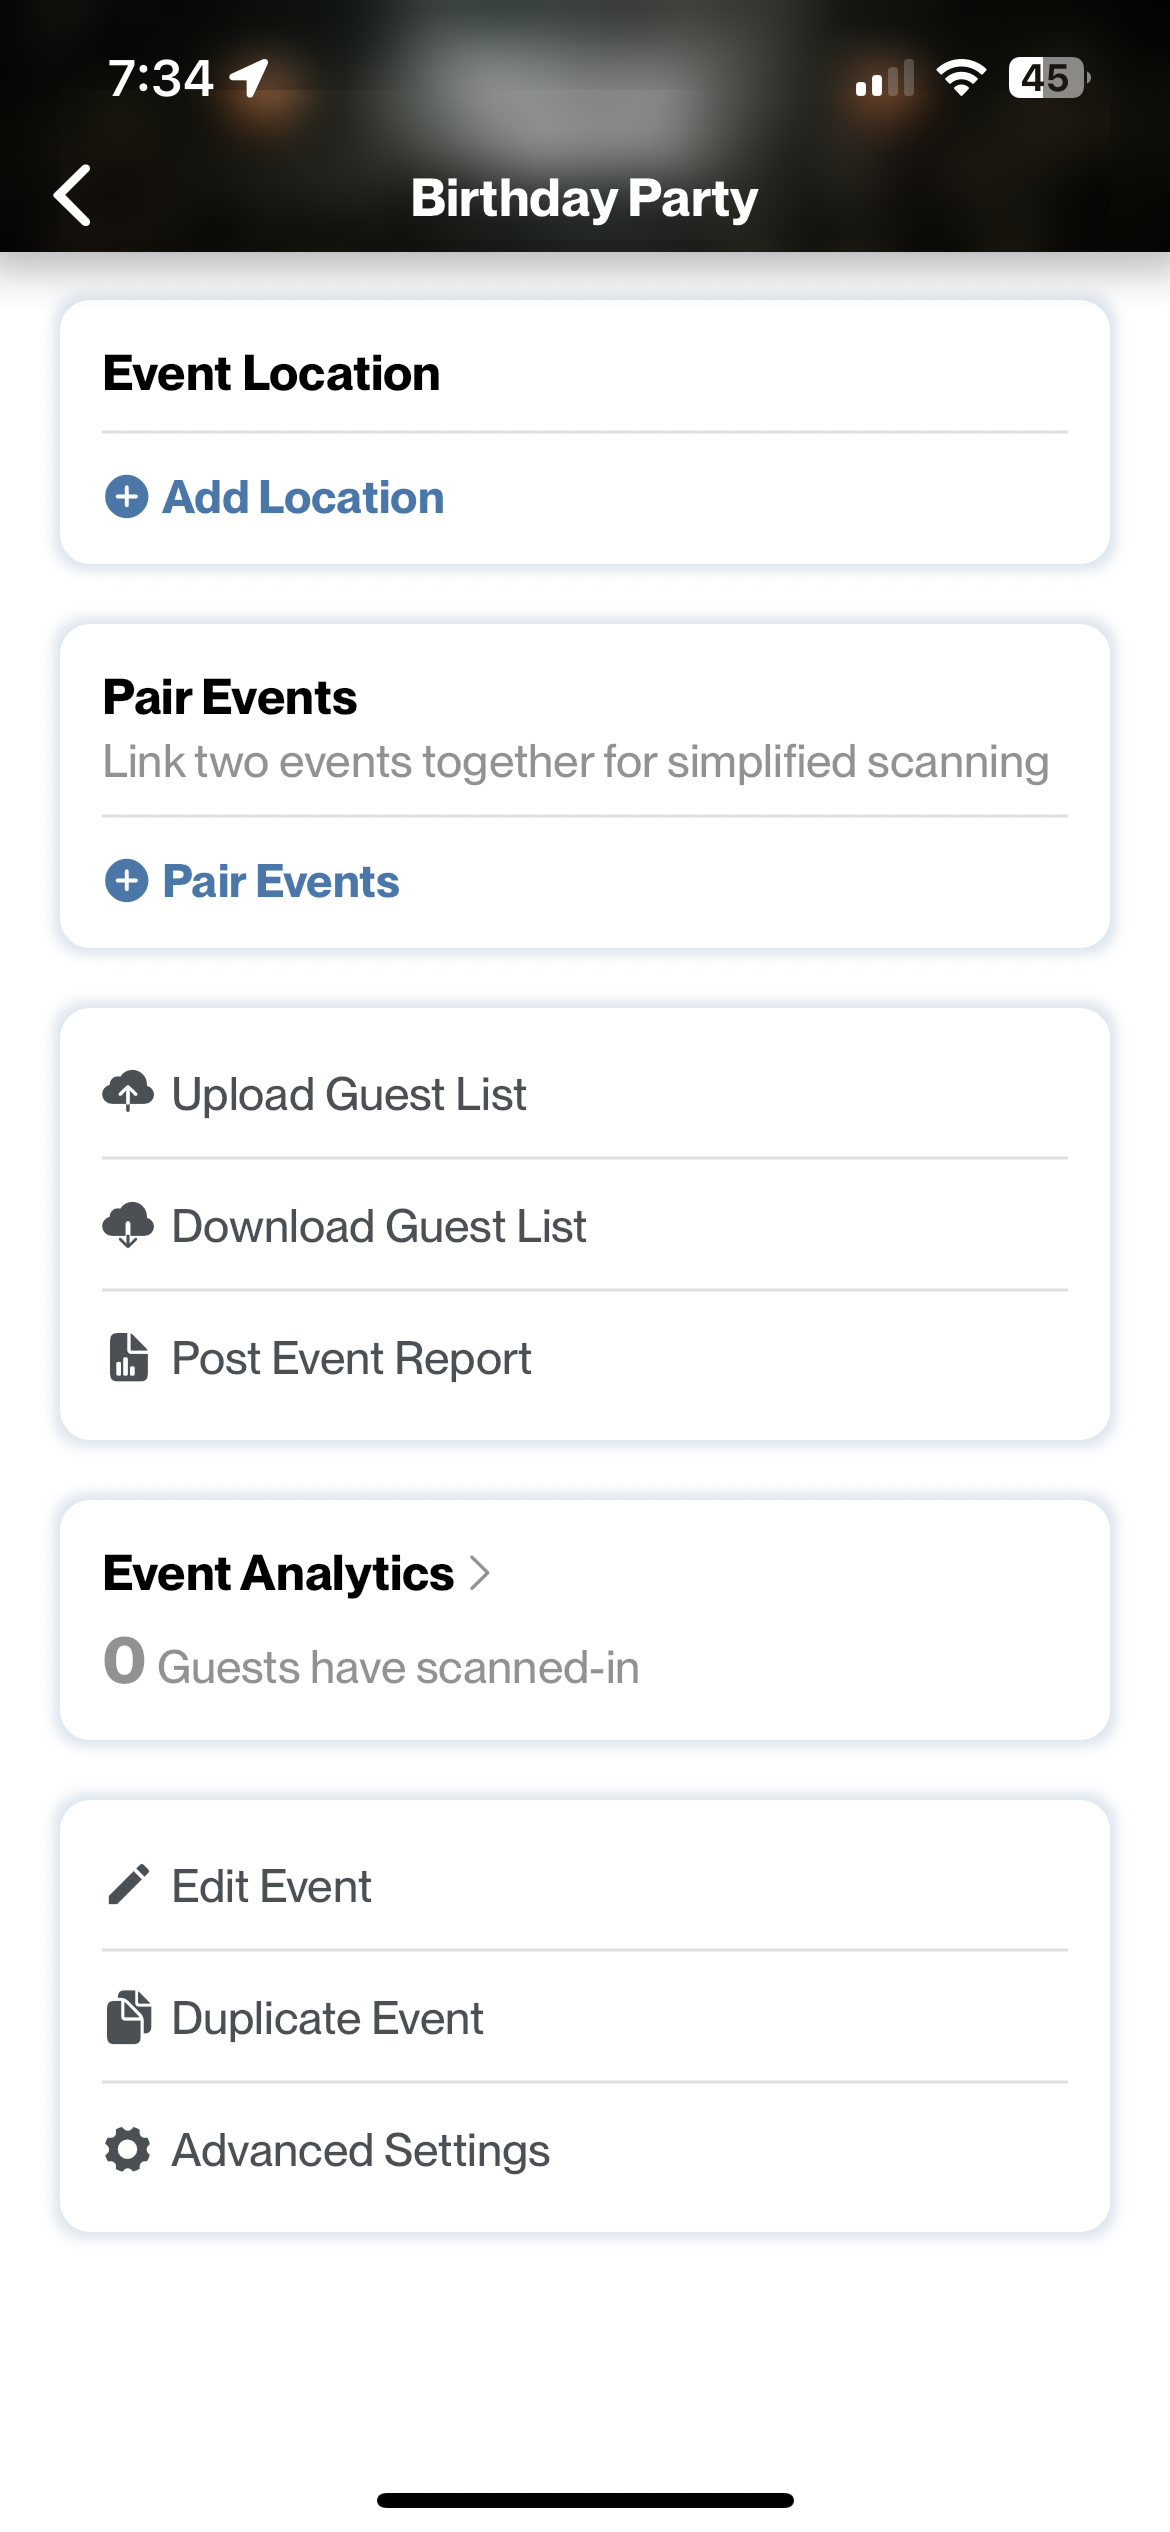 7:34
45
Birthday Party
Event Location
Add Location
Pair Events
Link two events together for simplified scanning
Pair Events
Upload Guest List
Download Guest List
Post Event Report
Event Analytics
0 Guests have scanned-in
Edit Event
Duplicate Event
Advanced Settings